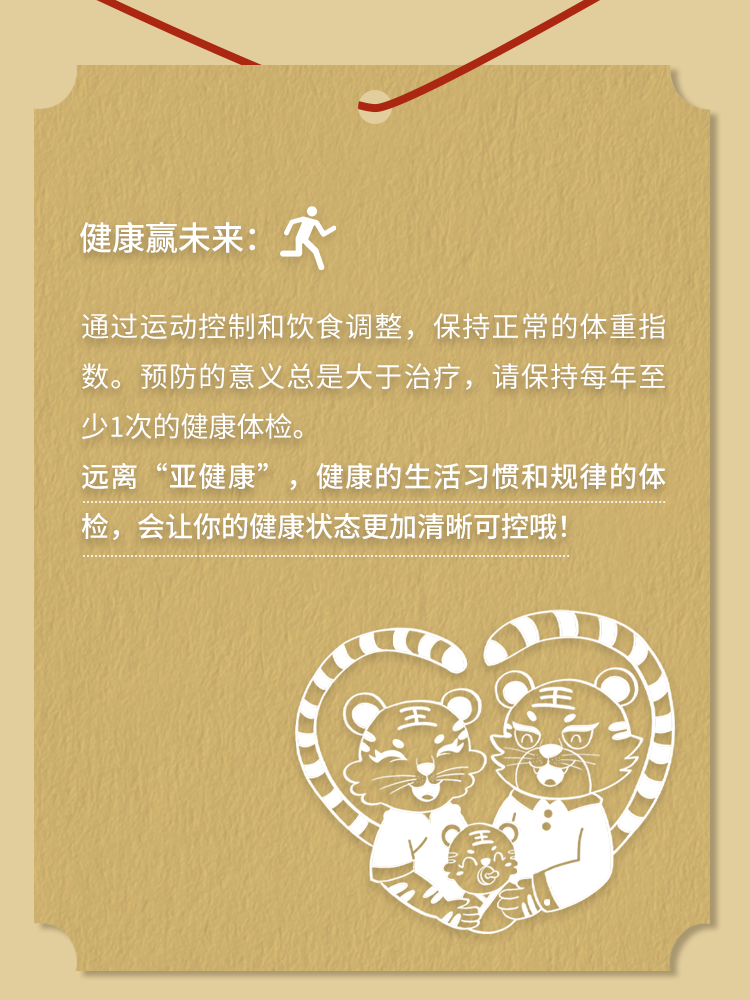 健康赢未来：
通过运动控制和饮食调整，保持正常的体重指
数。预防的意义总是大于治疗，请保持每年至
少1次的健康体检。
远离“亚健康”，健康的生活习惯和规律的体
检，会让你的健康状态更加清晰可控哦！
王
王
王